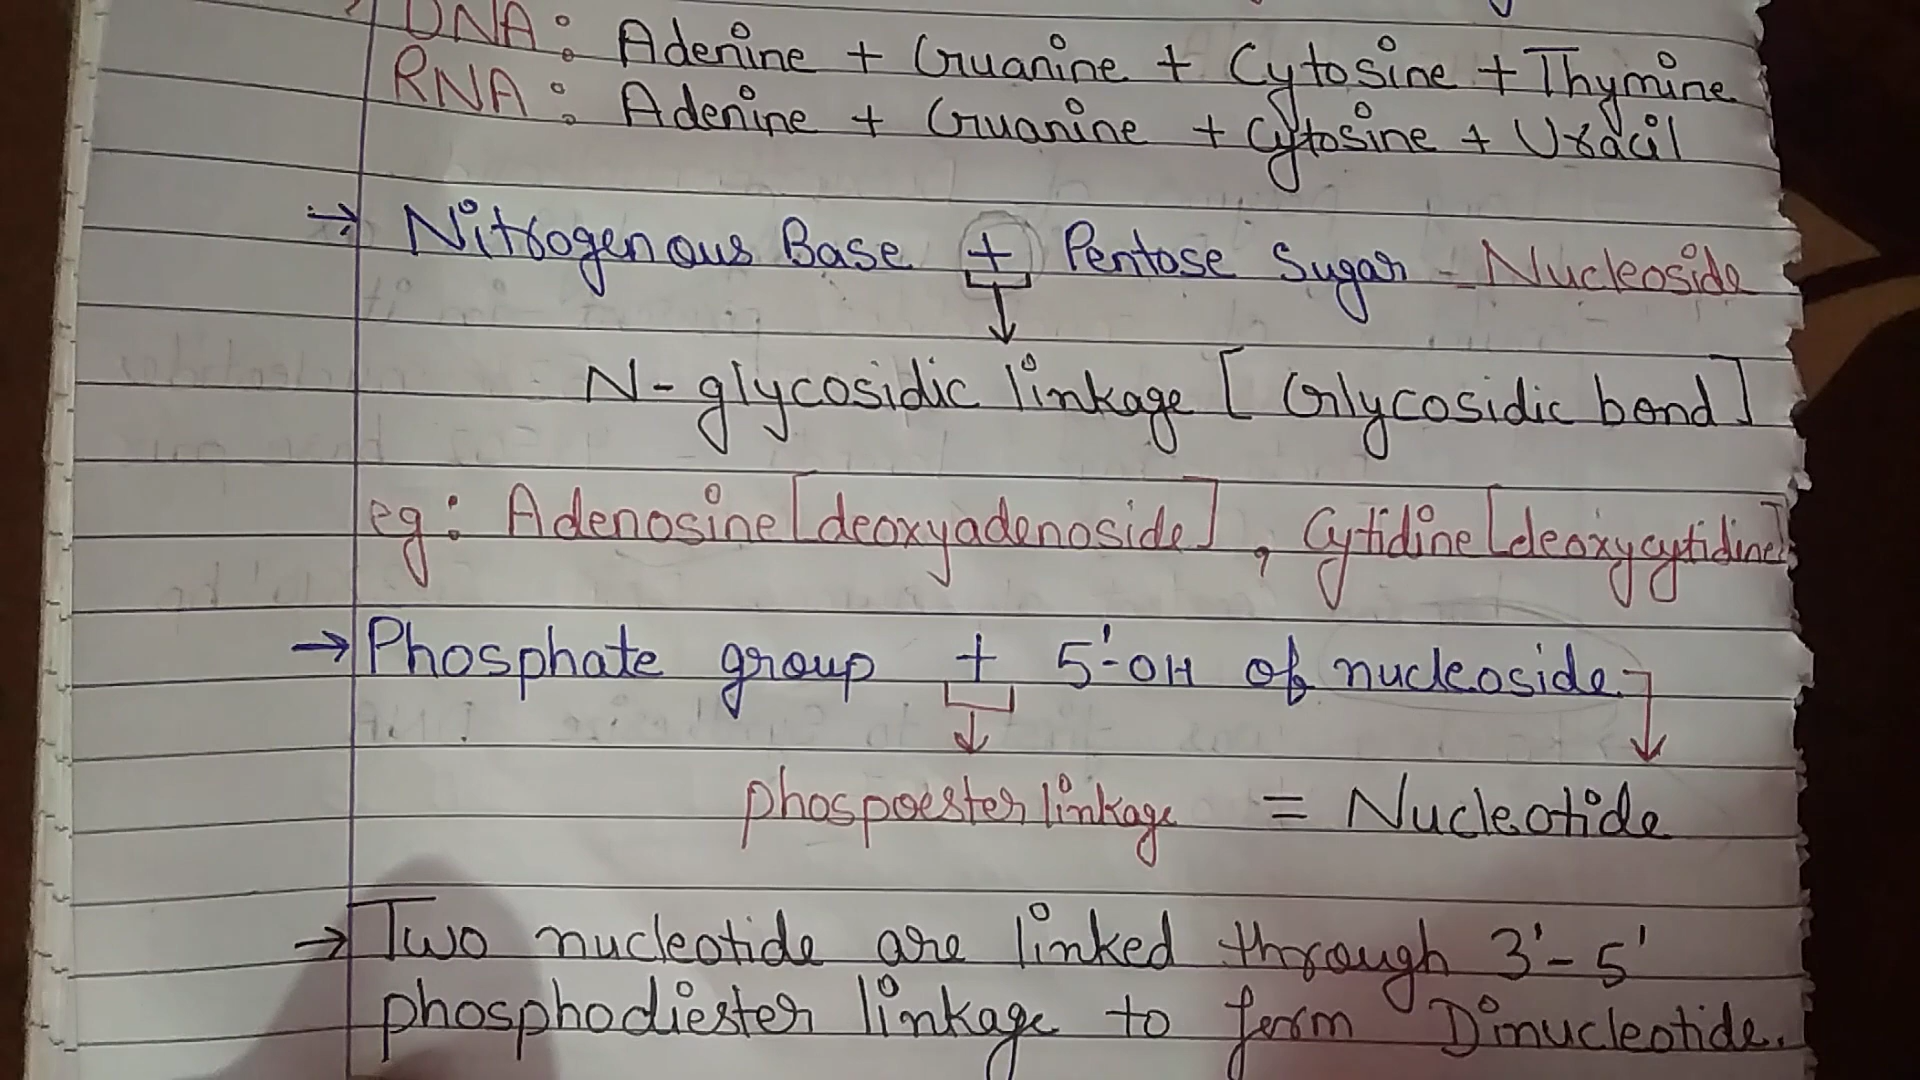 DNA: Adenine + Guanine + Cytosine + Thymine
RNA: Adenine + Guanine + Cytosine + Uracil
→ Nitrogenous Base + Pentose Sugar - Nucleoside
N-glycosidic linkage [Glycosidic bond]
eg: Adenosine [deoxyadenoside], Cytidine [deoxycytidine]
→ Phosphate group + 5'-OH of nucleoside
phospoester linkage = Nucleotide
→ Two nucleotide are linked through 3'-5'
phosphodiester linkage to form Dinucleotide.